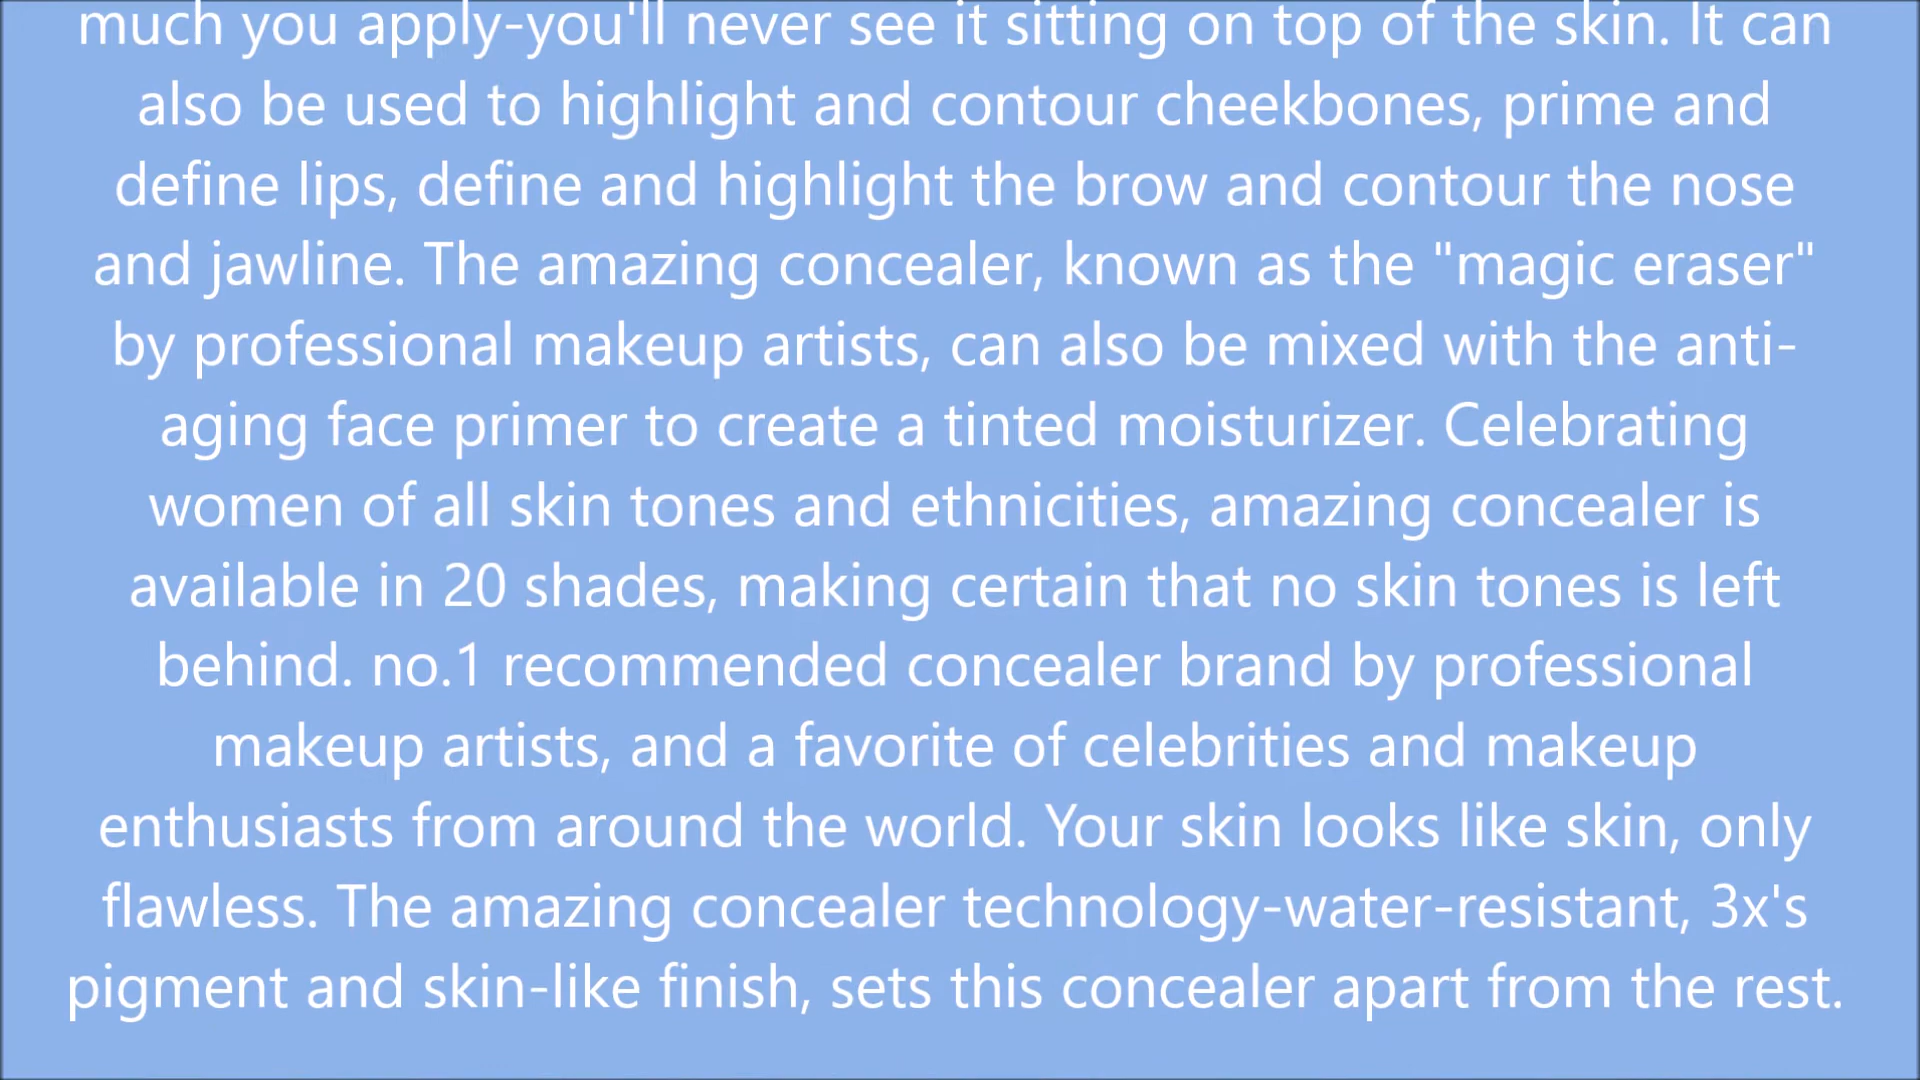 much you apply-you'll never see it sitting on top of the skin. It can
also be used to highlight and contour cheekbones, prime and
define lips, define and highlight the brow and contour the nose
and jawline. The amazing concealer, known as the "magic eraser"
by professional makeup artists, can also be mixed with the anti-
aging face primer to create a tinted moisturizer. Celebrating
women of all skin tones and ethnicities, amazing concealer is
available in 20 shades, making certain that no skin tones is left
behind. no.1 recommended concealer brand by professional
makeup artists, and a favorite of celebrities and makeup
enthusiasts from around the world. Your skin looks like skin, only
flawless. The amazing concealer technology-water-resistant, 3x's
pigment and skin-like finish, sets this concealer apart from the rest.